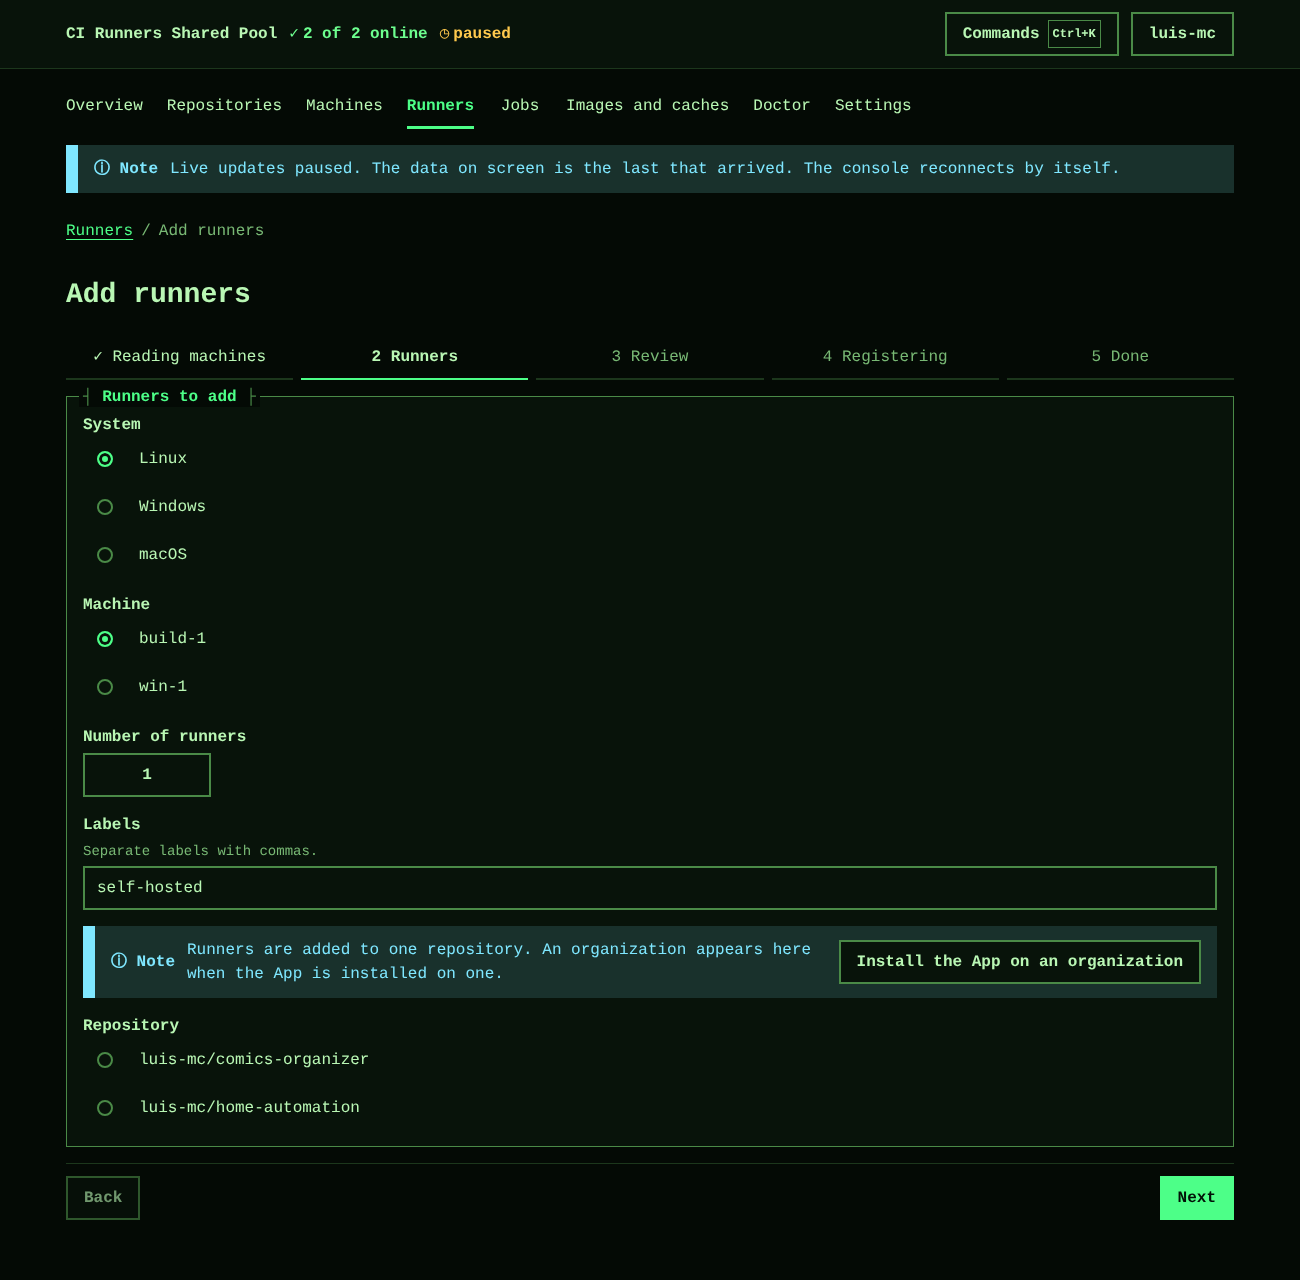 CI Runners Shared Pool ✓ 2 of 2 online ◷ paused
Commands Ctrl+K
luis-mc
Overview Repositories Machines Runners Jobs Images and caches Doctor Settings
ⓘ Note Live updates paused. The data on screen is the last that arrived. The console reconnects by itself.
Runners / Add runners
Add runners
✓ Reading machines
2 Runners
3 Review
4 Registering
5 Done
Runners to add
System
Linux
Windows
macOS
Machine
build-1
win-1
Number of runners
1
Labels
Separate labels with commas.
self-hosted
ⓘ Note
Runners are added to one repository. An organization appears here
when the App is installed on one.
Install the App on an organization
Repository
luis-mc/comics-organizer
luis-mc/home-automation
Back
Next